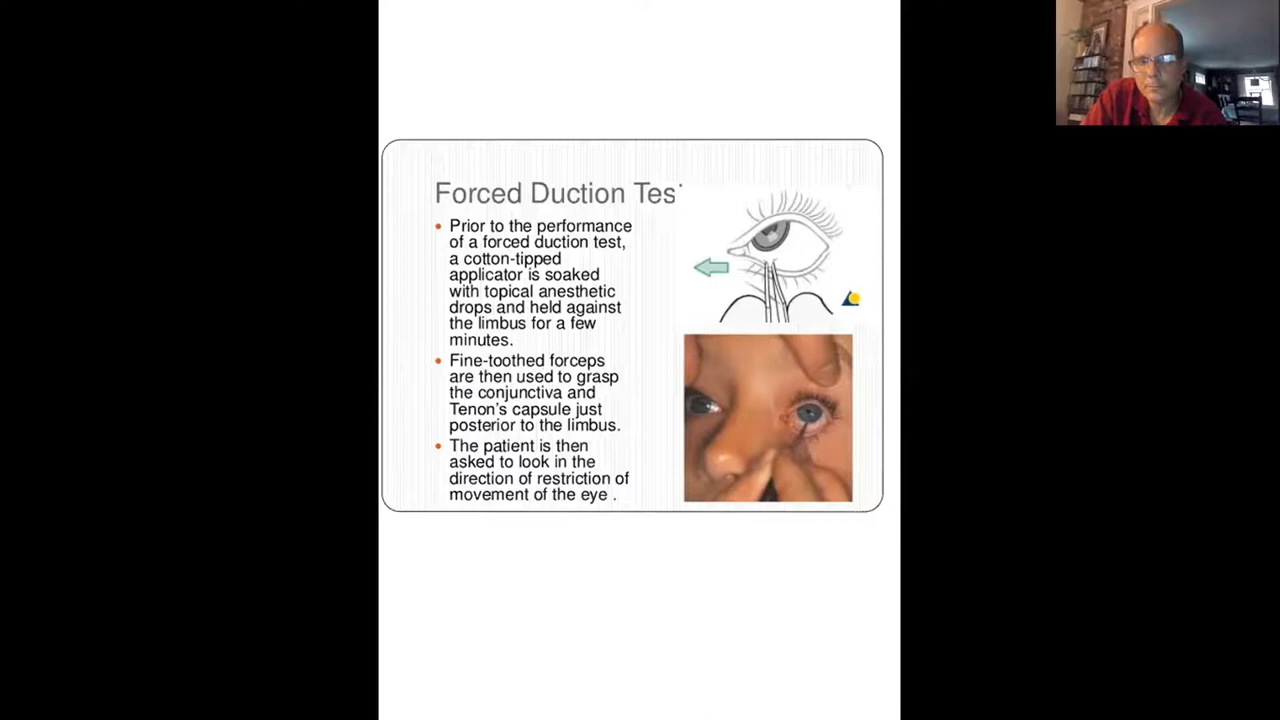 Forced Duction Tes
• Prior to the performance
of a forced duction test,
a cotton-tipped
applicator is soaked
with topical anesthetic
drops and held against
the limbus for a few
minutes.
• Fine-toothed forceps
are then used to grasp
the conjunctiva and
Tenon's capsule just
posterior to the limbus.
• The patient is then
asked to look in the
direction of restriction of
movement of the eye .